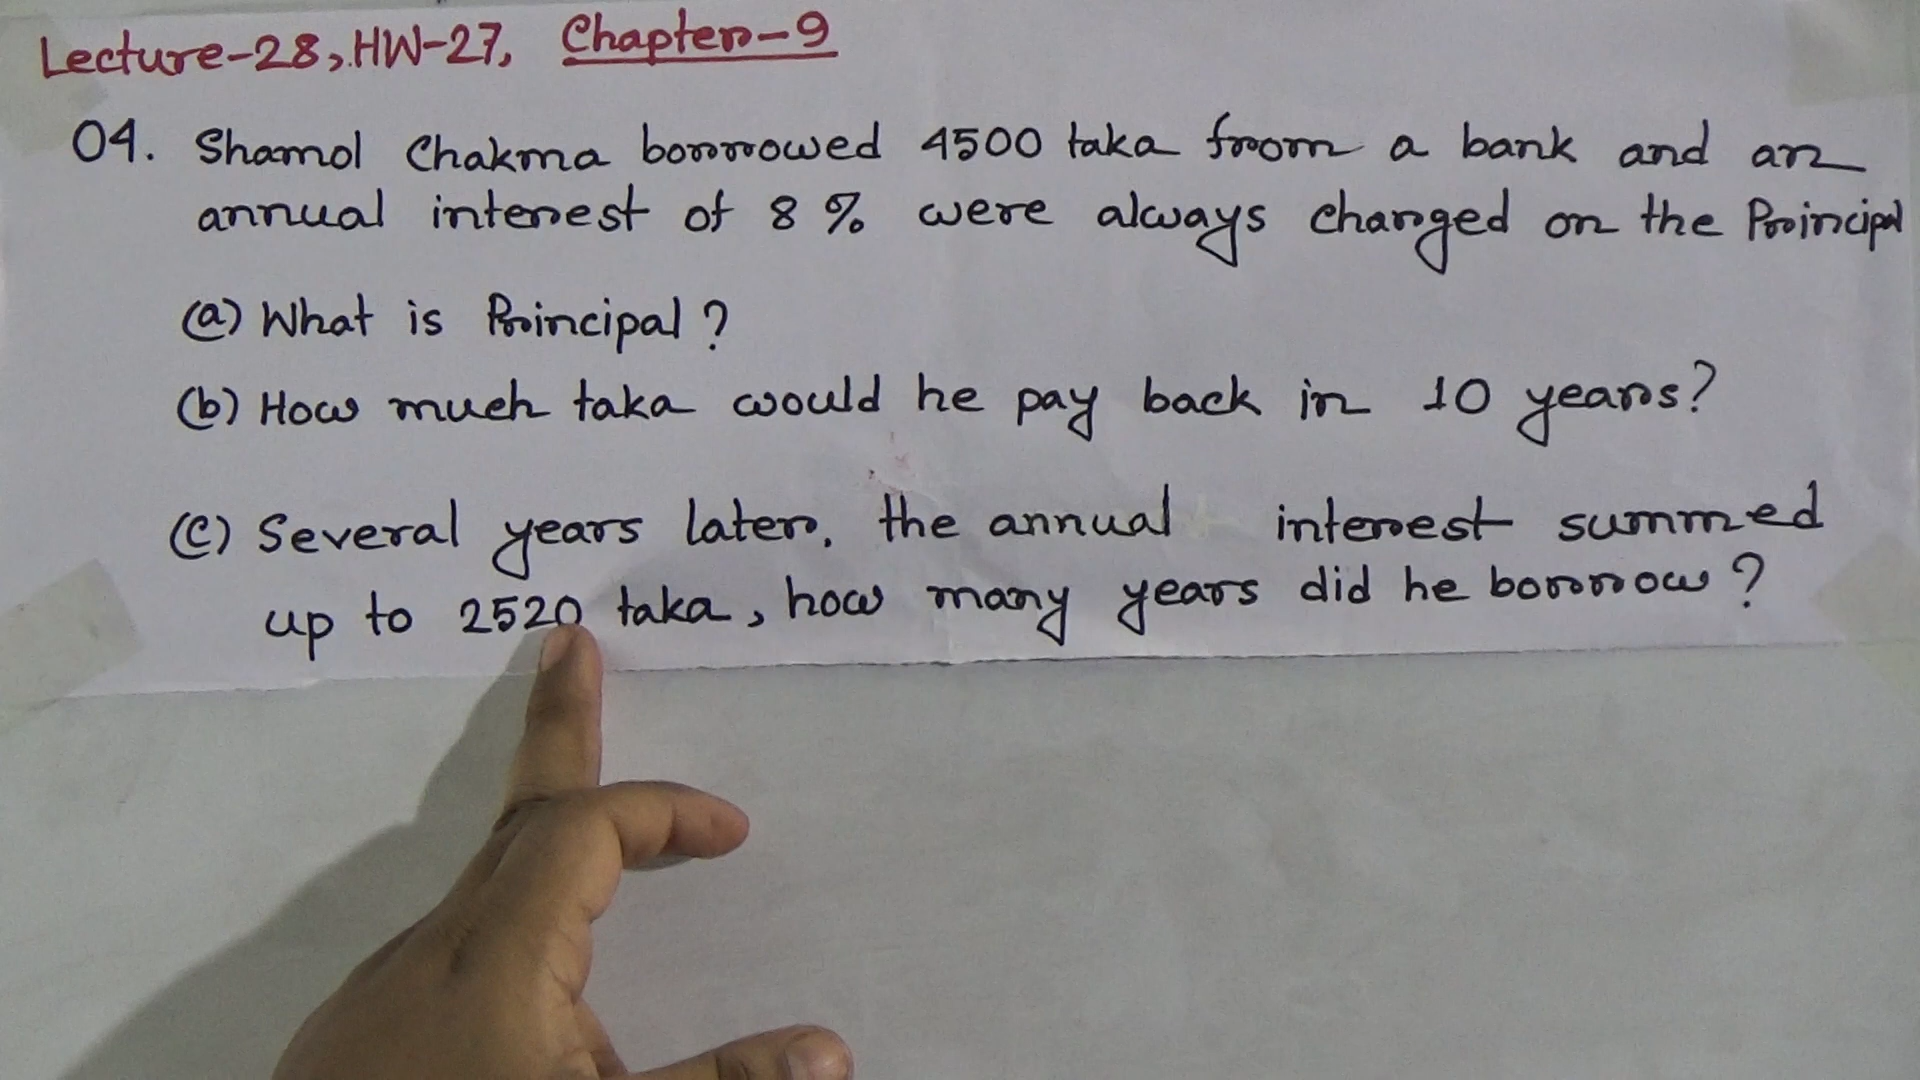 Lecture-28, HW-27, Chapter-9
04. Shamol Chakma borrowed 4500 taka from a bank and an
annual interest of 8 % were always charged on the Principal
(a) What is Principal?
(b) How much taka would he pay back in 10 years?
(c) Several years later, the annual interest summed
up to 2520 taka, how many years did he borrow?